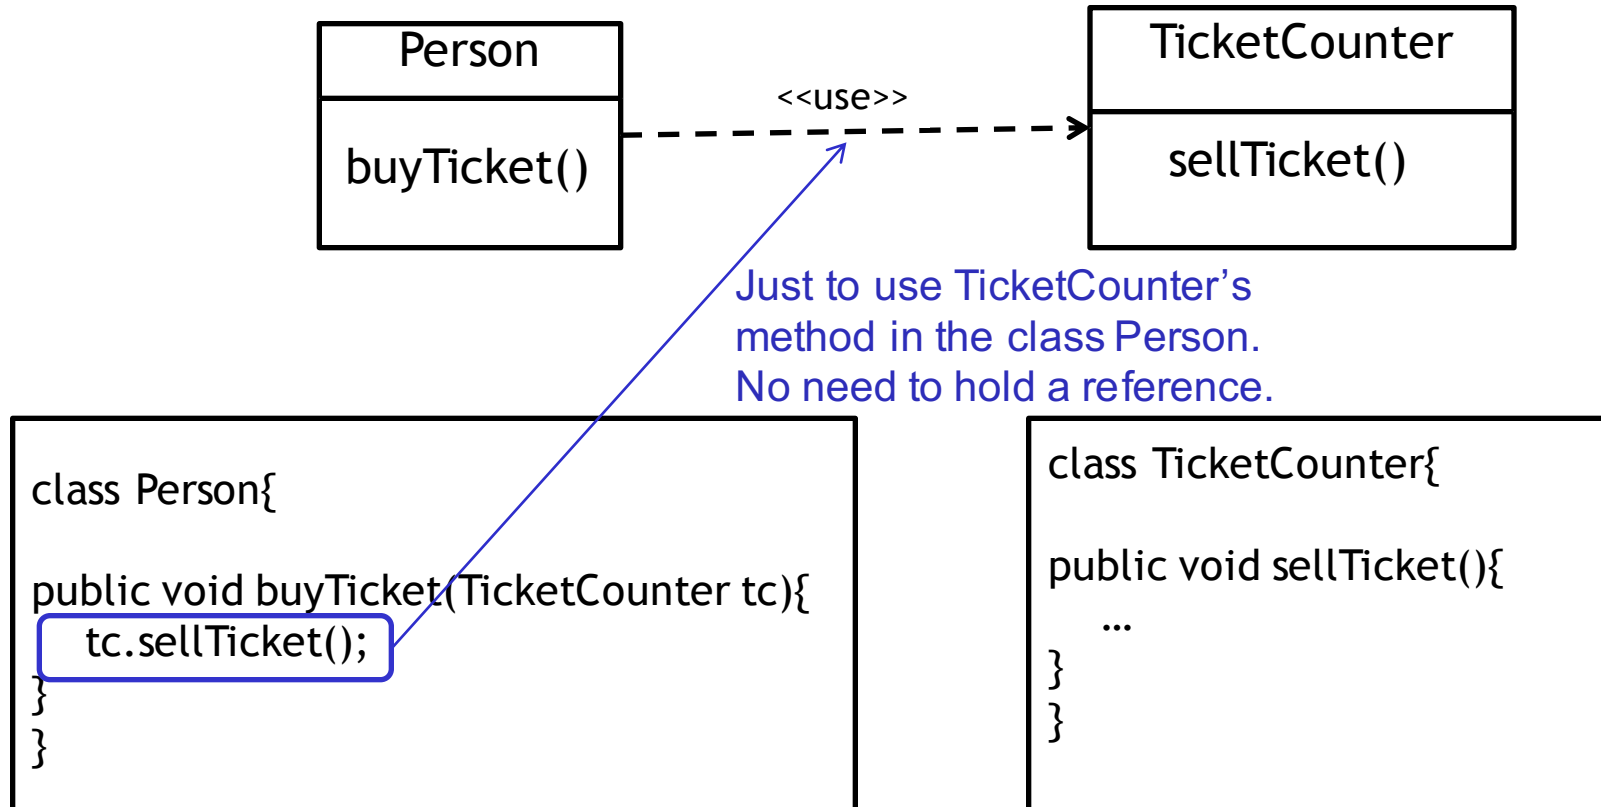 Person
buyTicket()
<<use>>
TicketCounter
sellTicket()
Just to use TicketCounter’s
method in the class Person.
No need to hold a reference.
class Person{
public void buyTicket(TicketCounter tc){
tc.sellTicket();
}
}
class TicketCounter{
public void sellTicket(){
...
}
}